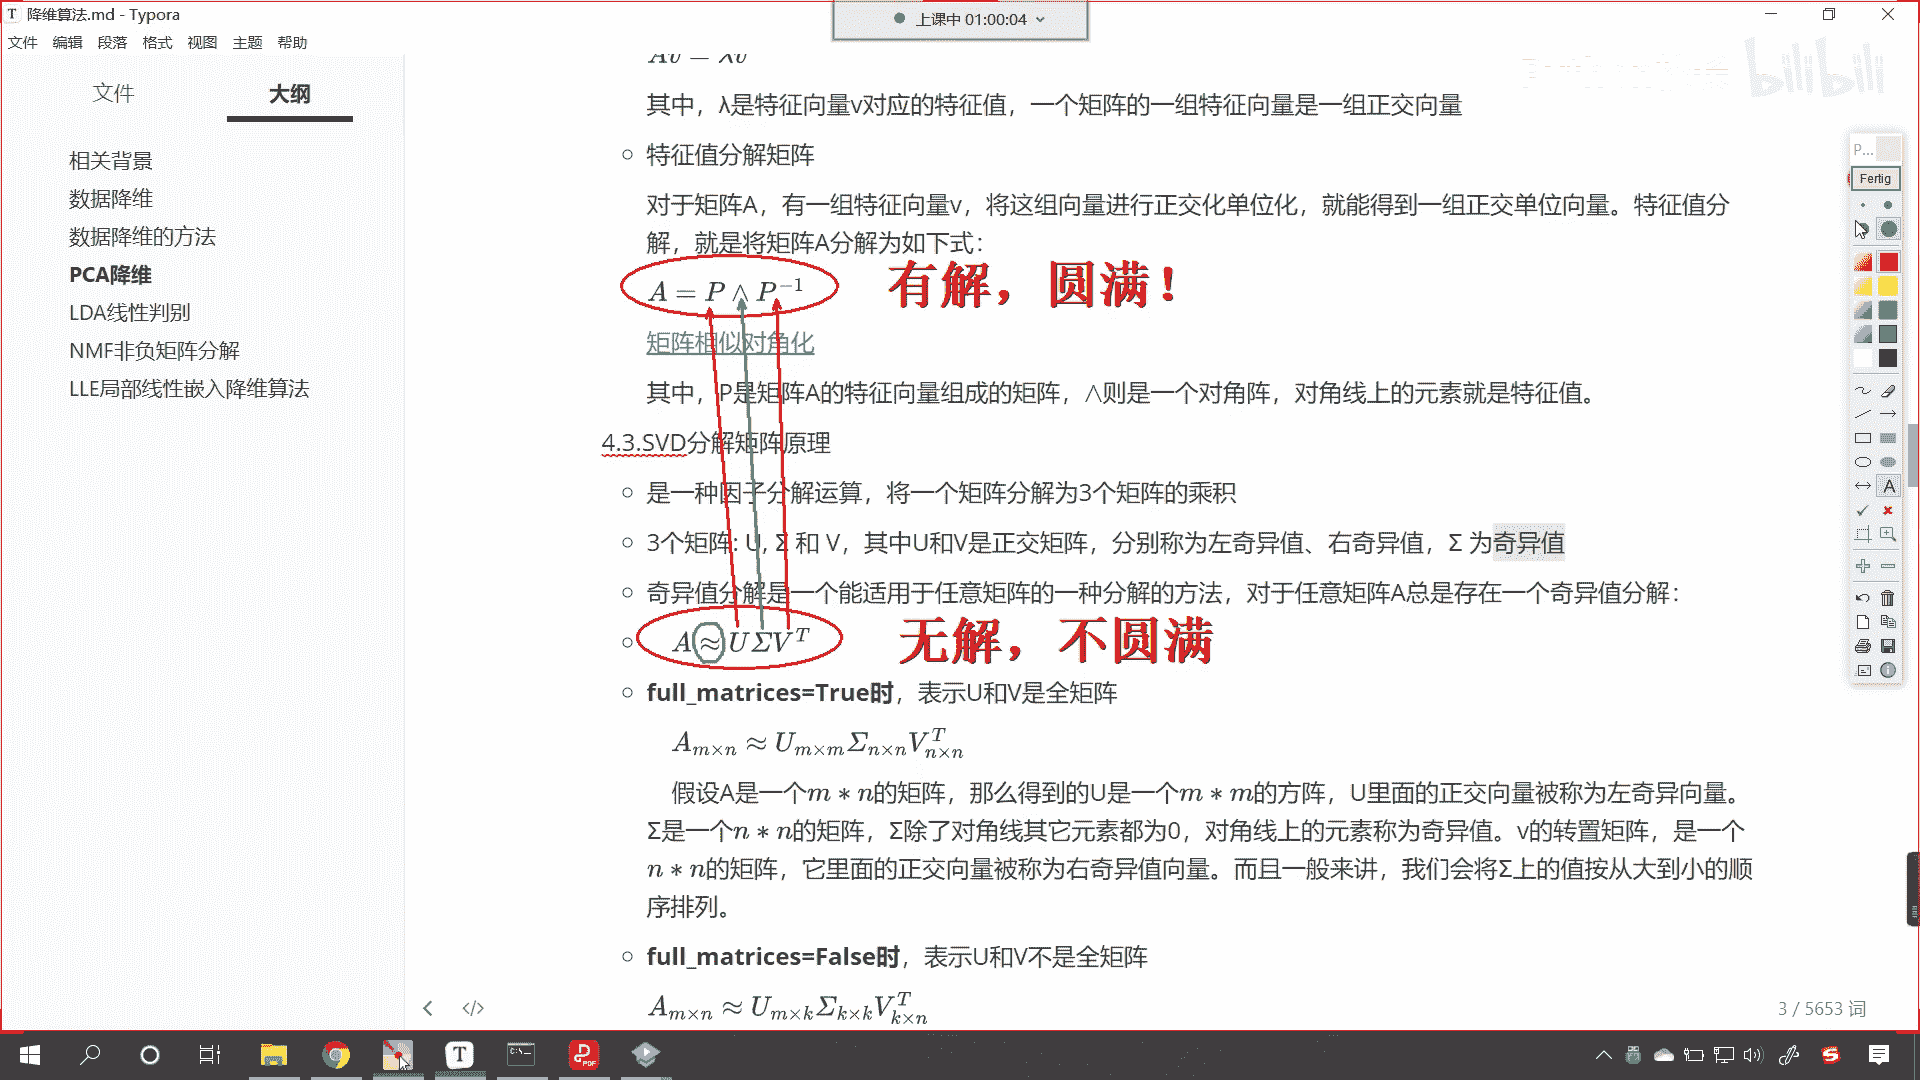 降维算法.md - Typora
上课中 01:00:04
文件 编辑 段落 格式 视图 主题 帮助
文件 大纲
相关背景
数据降维
数据降维的方法
PCA降维
LDA线性判别
NMF非负矩阵分解
LLE局部线性嵌入降维算法
bilibili
Av = λv
其中，λ是特征向量v对应的特征值，一个矩阵的一组特征向量是一组正交向量
特征值分解矩阵
对于矩阵A，有一组特征向量v，将这组向量进行正交化单位化，就能得到一组正交单位向量。特征值分
解，就是将矩阵A分解为如下式：
A = P ∧ P⁻¹ 有解，圆满！
矩阵相似对角化
其中，P是矩阵A的特征向量组成的矩阵，∧则是一个对角阵，对角线上的元素就是特征值。
4.3.SVD分解矩阵原理
是一种因子分解运算，将一个矩阵分解为3个矩阵的乘积
3个矩阵: U, Σ 和 V，其中U和V是正交矩阵，分别称为左奇异值、右奇异值，Σ 为奇异值
奇异值分解是一个能适用于任意矩阵的一种分解的方法，对于任意矩阵A总是存在一个奇异值分解：
A ≈ UΣV^T 无解，不圆满
full_matrices=True时，表示U和V是全矩阵
A_{m×n} ≈ U_{m×m}Σ_{n×n}V^T_{n×n}
假设A是一个m ∗ n的矩阵，那么得到的U是一个m ∗ m的方阵，U里面的正交向量被称为左奇异向量。
Σ是一个n ∗ n的矩阵，Σ除了对角线其它元素都为0，对角线上的元素称为奇异值。v的转置矩阵，是一个
n ∗ n的矩阵，它里面的正交向量被称为右奇异值向量。而且一般来讲，我们会将Σ上的值按从大到小的顺
序排列。
full_matrices=False时，表示U和V不是全矩阵
A_{m×n} ≈ U_{m×k}Σ_{k×k}V^T_{k×n}
3 / 5653 词
P...
Fertig
A